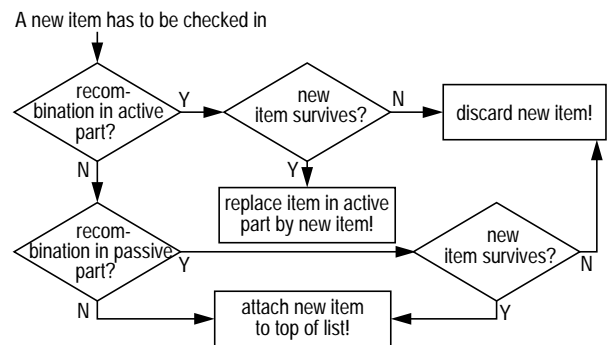 A new item has to be checked in
recom-
bination in active
part?
Y
new
item survives?
N
discard new item!
N
Y
replace item in active
part by new item!
recom-
bination in passive
part?
Y
new
item survives?
N
N
Y
attach new item
to top of list!